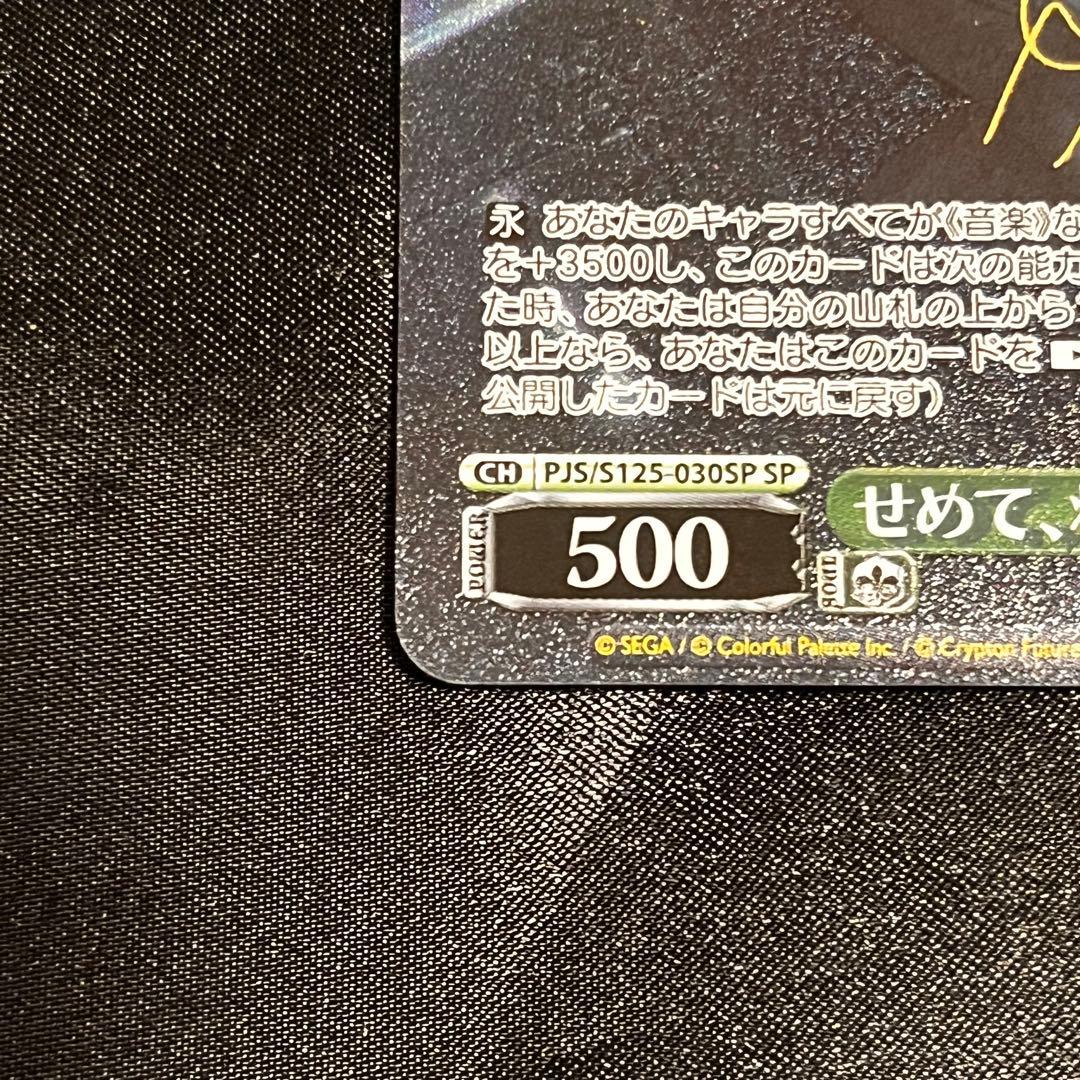 永 あなたのキャラすべてが《音楽》な
を+3500し、このカードは次の能力
た時、あなたは自分の山札の上から
以上なら、あなたはこのカードを
公開したカードは元に戻す)
CH PJS/S125-030SP SP
せめて、
POWER 500
© SEGA / © Colorful Palette Inc. / © Crypton Future